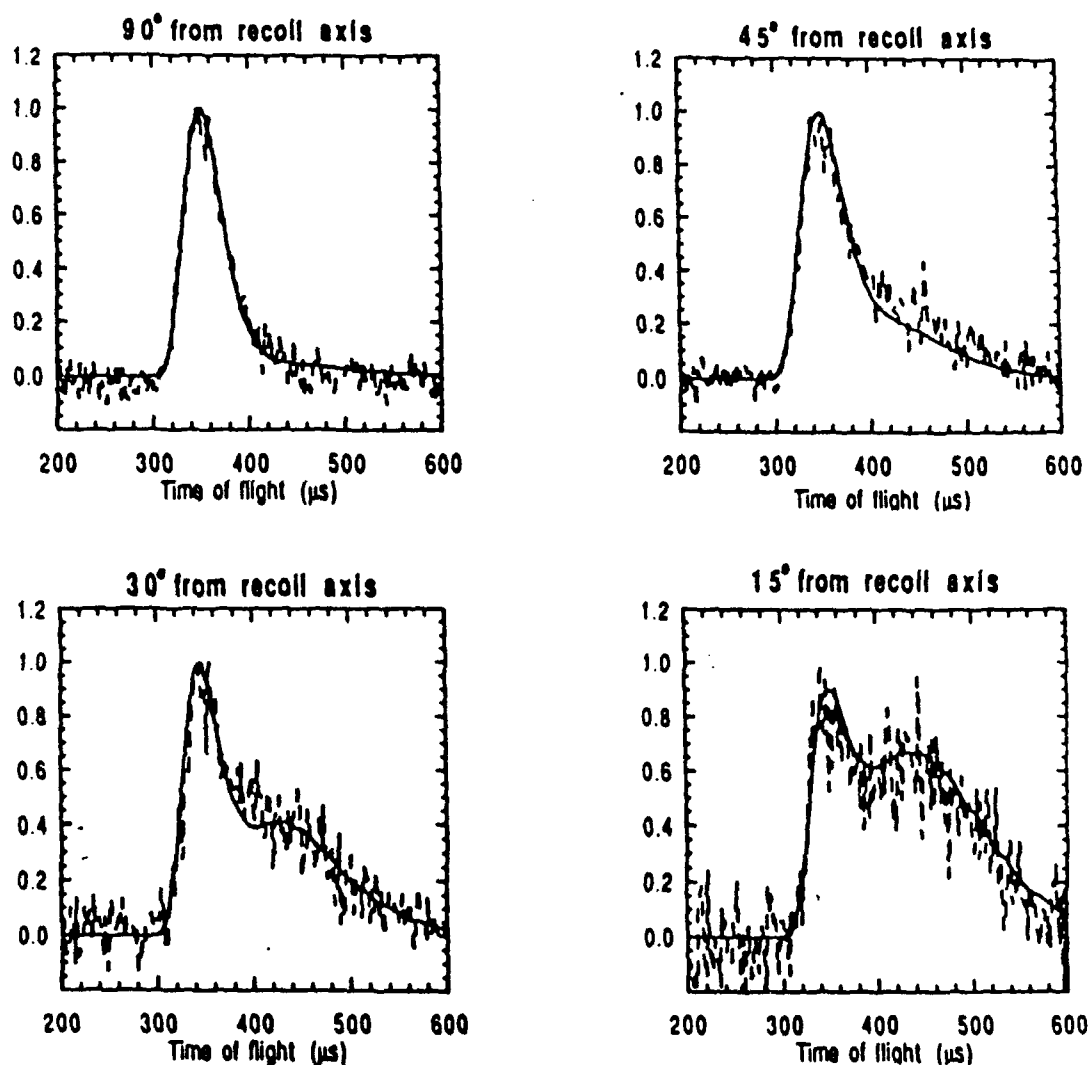 90° from recoil axis
1.2
1.0
0.8
0.6
0.4
0.2
0.0
200 300 400 500 600
Time of flight (μs)
45° from recoil axis
1.2
1.0
0.8
0.6
0.4
0.2
0.0
200 300 400 500 600
Time of flight (μs)
30° from recoil axis
1.2
1.0
0.8
0.6
0.4
0.2
0.0
200 300 400 500 600
Time of flight (μs)
15° from recoil axis
1.2
1.0
0.8
0.6
0.4
0.2
0.0
200 300 400 500 600
Time of flight (μs)